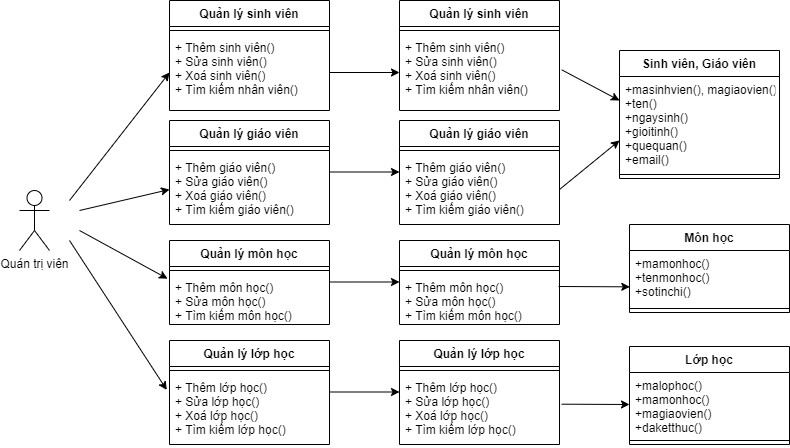 Quản lý sinh viên
+ Thêm sinh viên()
+ Sửa sinh viên()
+ Xoá sinh viên()
+ Tìm kiếm nhân viên()
Quản lý sinh viên
+ Thêm sinh viên()
+ Sửa sinh viên()
+ Xoá sinh viên()
+ Tìm kiếm nhân viên()
Sinh viên, Giáo viên
+masinhvien(), magiaovien()
+ten()
+ngaysinh()
+gioitinh()
+quequan()
+email()
Quản lý giáo viên
+ Thêm giáo viên()
+ Sửa giáo viên()
+ Xoá giáo viên()
+ Tìm kiếm giáo viên()
Quản lý giáo viên
+ Thêm giáo viên()
+ Sửa giáo viên()
+ Xoá giáo viên()
+ Tìm kiếm giáo viên()
Quán trị viên
Quản lý môn học
+ Thêm môn học()
+ Sửa môn học()
+ Tìm kiếm môn học()
Quản lý môn học
+ Thêm môn học()
+ Sửa môn học()
+ Tìm kiếm môn học()
Môn học
+mamonhoc()
+tenmonhoc()
+sotinchi()
Quản lý lớp học
+ Thêm lớp học()
+ Sửa lớp học()
+ Xoá lớp học()
+ Tìm kiếm lớp học()
Quản lý lớp học
+ Thêm lớp học()
+ Sửa lớp học()
+ Xoá lớp học()
+ Tìm kiếm lớp học()
Lớp học
+malophoc()
+mamonhoc()
+magiaovien()
+daketthuc()